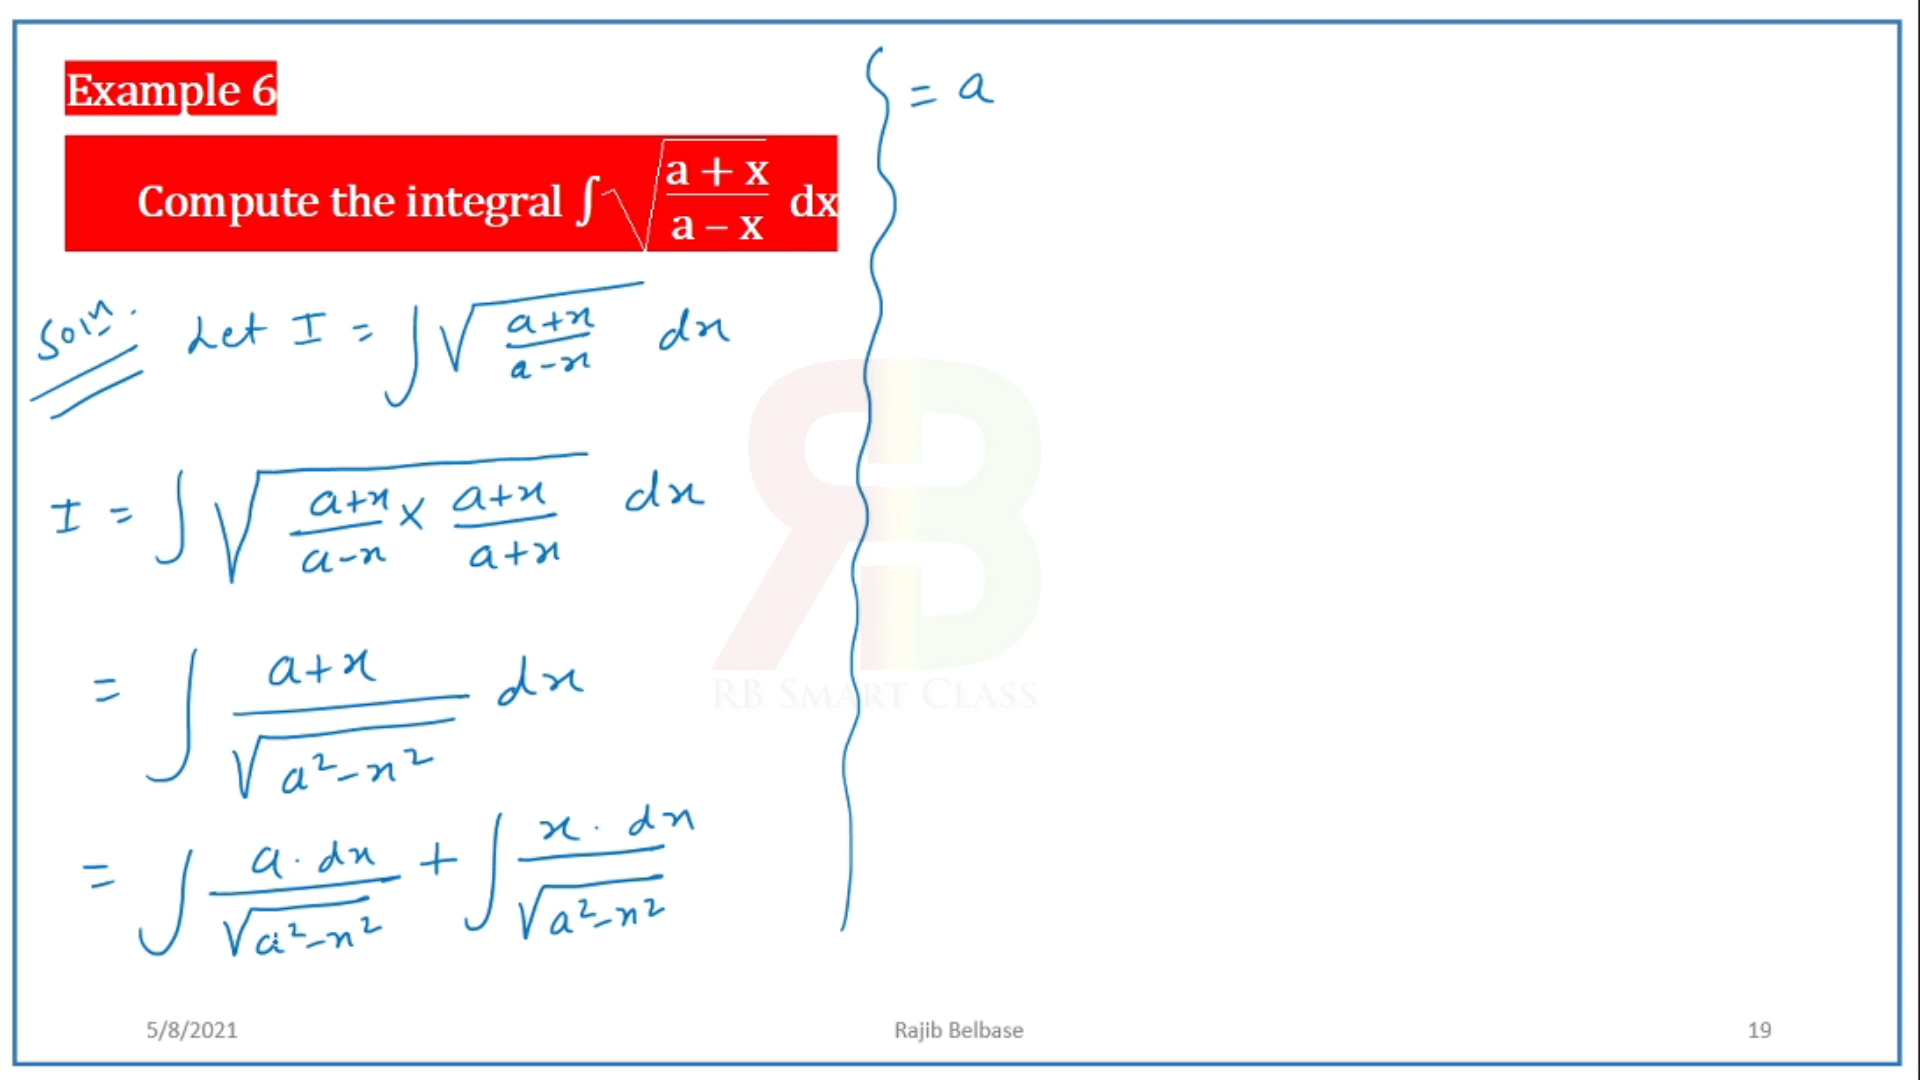 Example 6
Compute the integral ∫ √((a + x)/(a – x)) dx
Soln. Let I = ∫ √((a+x)/(a-x)) dx
I = ∫ √((a+x)/(a-x) × (a+x)/(a+x)) dx
= ∫ (a+x)/√(a²-x²) dx
= ∫ (a·dx)/√(a²-x²) + ∫ (x·dx)/√(a²-x²)
= a
RB SMART CLASS
5/8/2021
Rajib Belbase
19